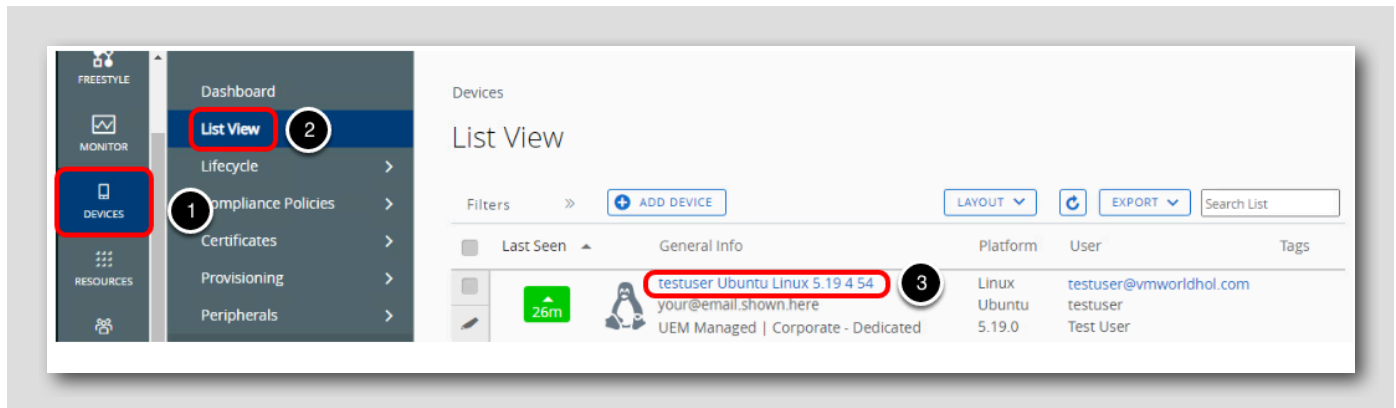 FREESTYLE
MONITOR
DEVICES
RESOURCES
1
Dashboard
List View
2
Lifecycle
Compliance Policies
Certificates
Provisioning
Peripherals
Devices
List View
Filters » ADD DEVICE LAYOUT EXPORT Search List
Last Seen General Info Platform User Tags
26m
testuser Ubuntu Linux 5.19 4 54
3
your@email.shown.here
UEM Managed | Corporate - Dedicated
Linux
Ubuntu
5.19.0
testuser@vmworldhol.com
testuser
Test User